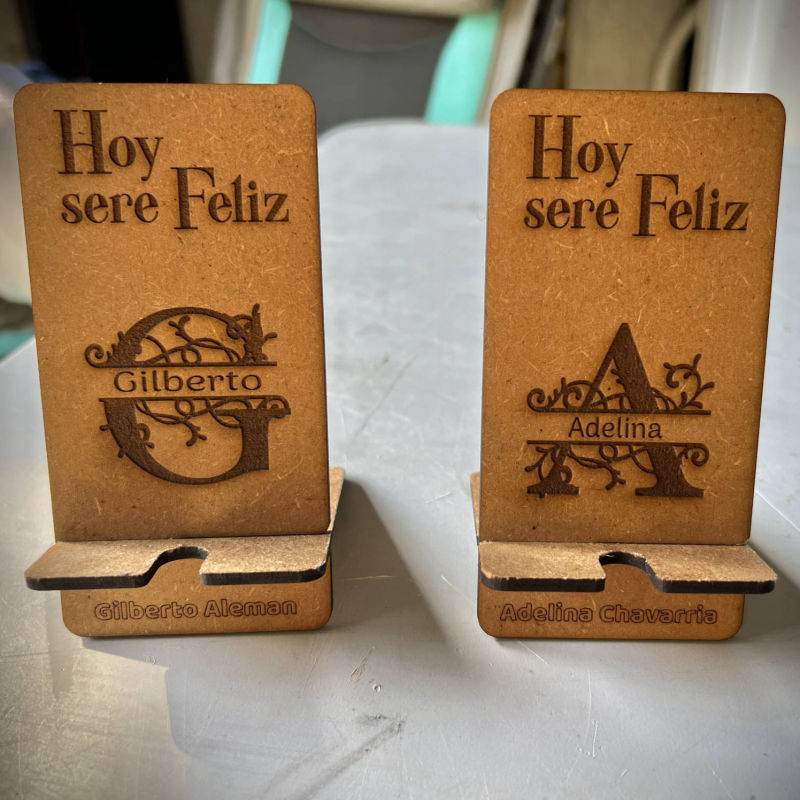 Hoy
sere Feliz
G
Gilberto
Gilberto Aleman
Hoy
sere Feliz
A
Adelina
Adelina Chavarria